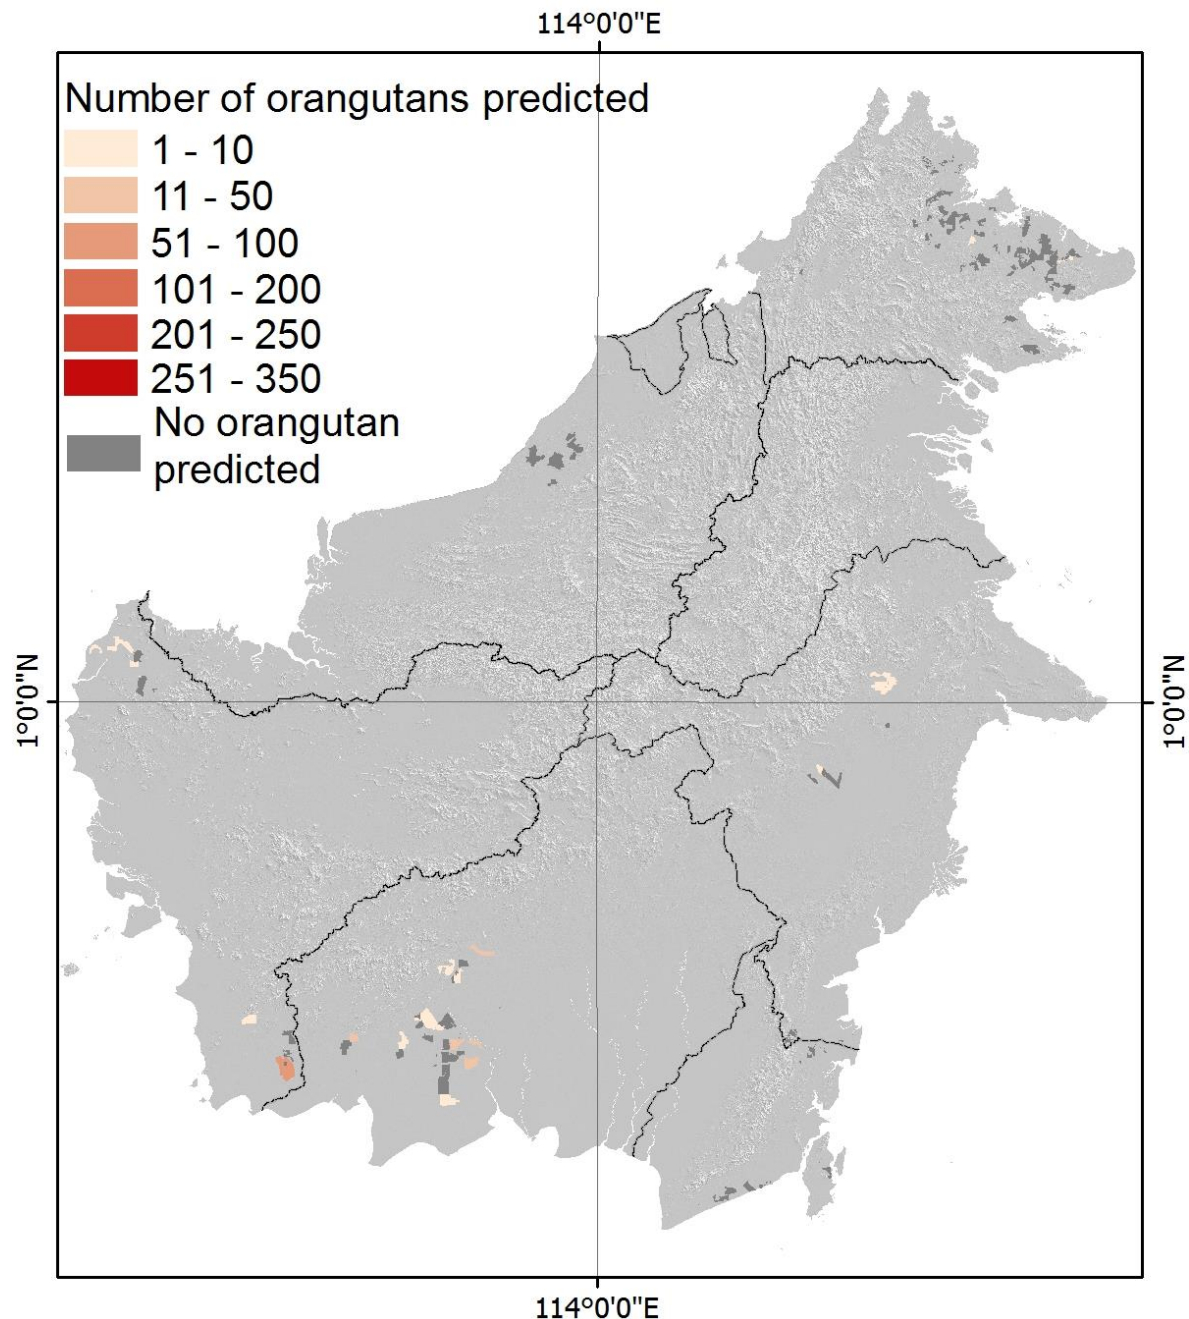 114°0'0"E
Number of orangutans predicted
1 - 10
11 - 50
51 - 100
101 - 200
201 - 250
251 - 350
No orangutan
predicted
1°0'0"N
1°0'0"N
114°0'0"E